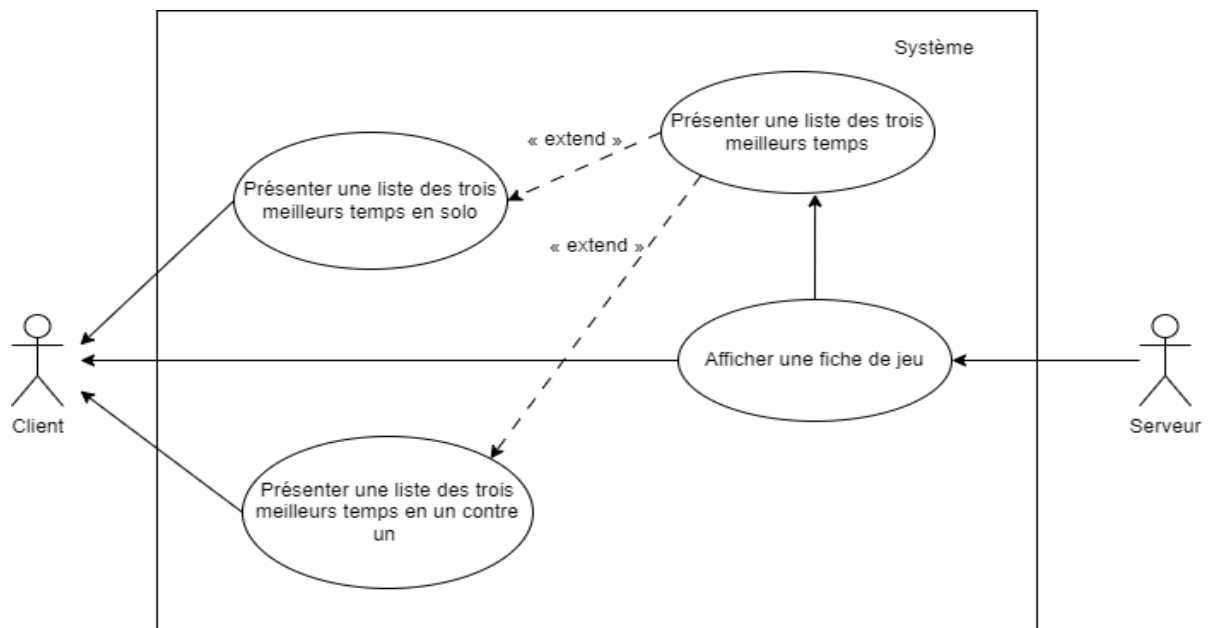 Système
Présenter une liste des trois
meilleurs temps
« extend »
Présenter une liste des trois
meilleurs temps en solo
« extend »
Afficher une fiche de jeu
Client
Serveur
Présenter une liste des trois
meilleurs temps en un contre
un